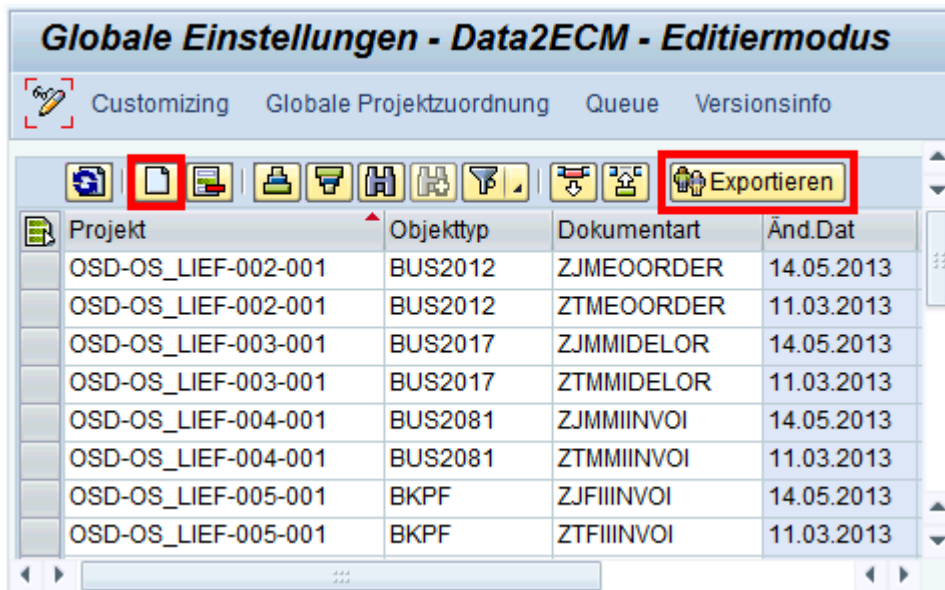 Globale Einstellungen - Data2ECM - Editiermodus
Customizing Globale Projektzuordnung Queue Versionsinfo
Exportieren
Projekt Objekttyp Dokumentart Änd.Dat
OSD-OS_LIEF-002-001 BUS2012 ZJMEOORDER 14.05.2013
OSD-OS_LIEF-002-001 BUS2012 ZTMEOORDER 11.03.2013
OSD-OS_LIEF-003-001 BUS2017 ZJMMIDELOR 14.05.2013
OSD-OS_LIEF-003-001 BUS2017 ZTMMIDELOR 11.03.2013
OSD-OS_LIEF-004-001 BUS2081 ZJMMIINVOI 14.05.2013
OSD-OS_LIEF-004-001 BUS2081 ZTMMIINVOI 11.03.2013
OSD-OS_LIEF-005-001 BKPF ZJFIIINVOI 14.05.2013
OSD-OS_LIEF-005-001 BKPF ZTFIIINVOI 11.03.2013